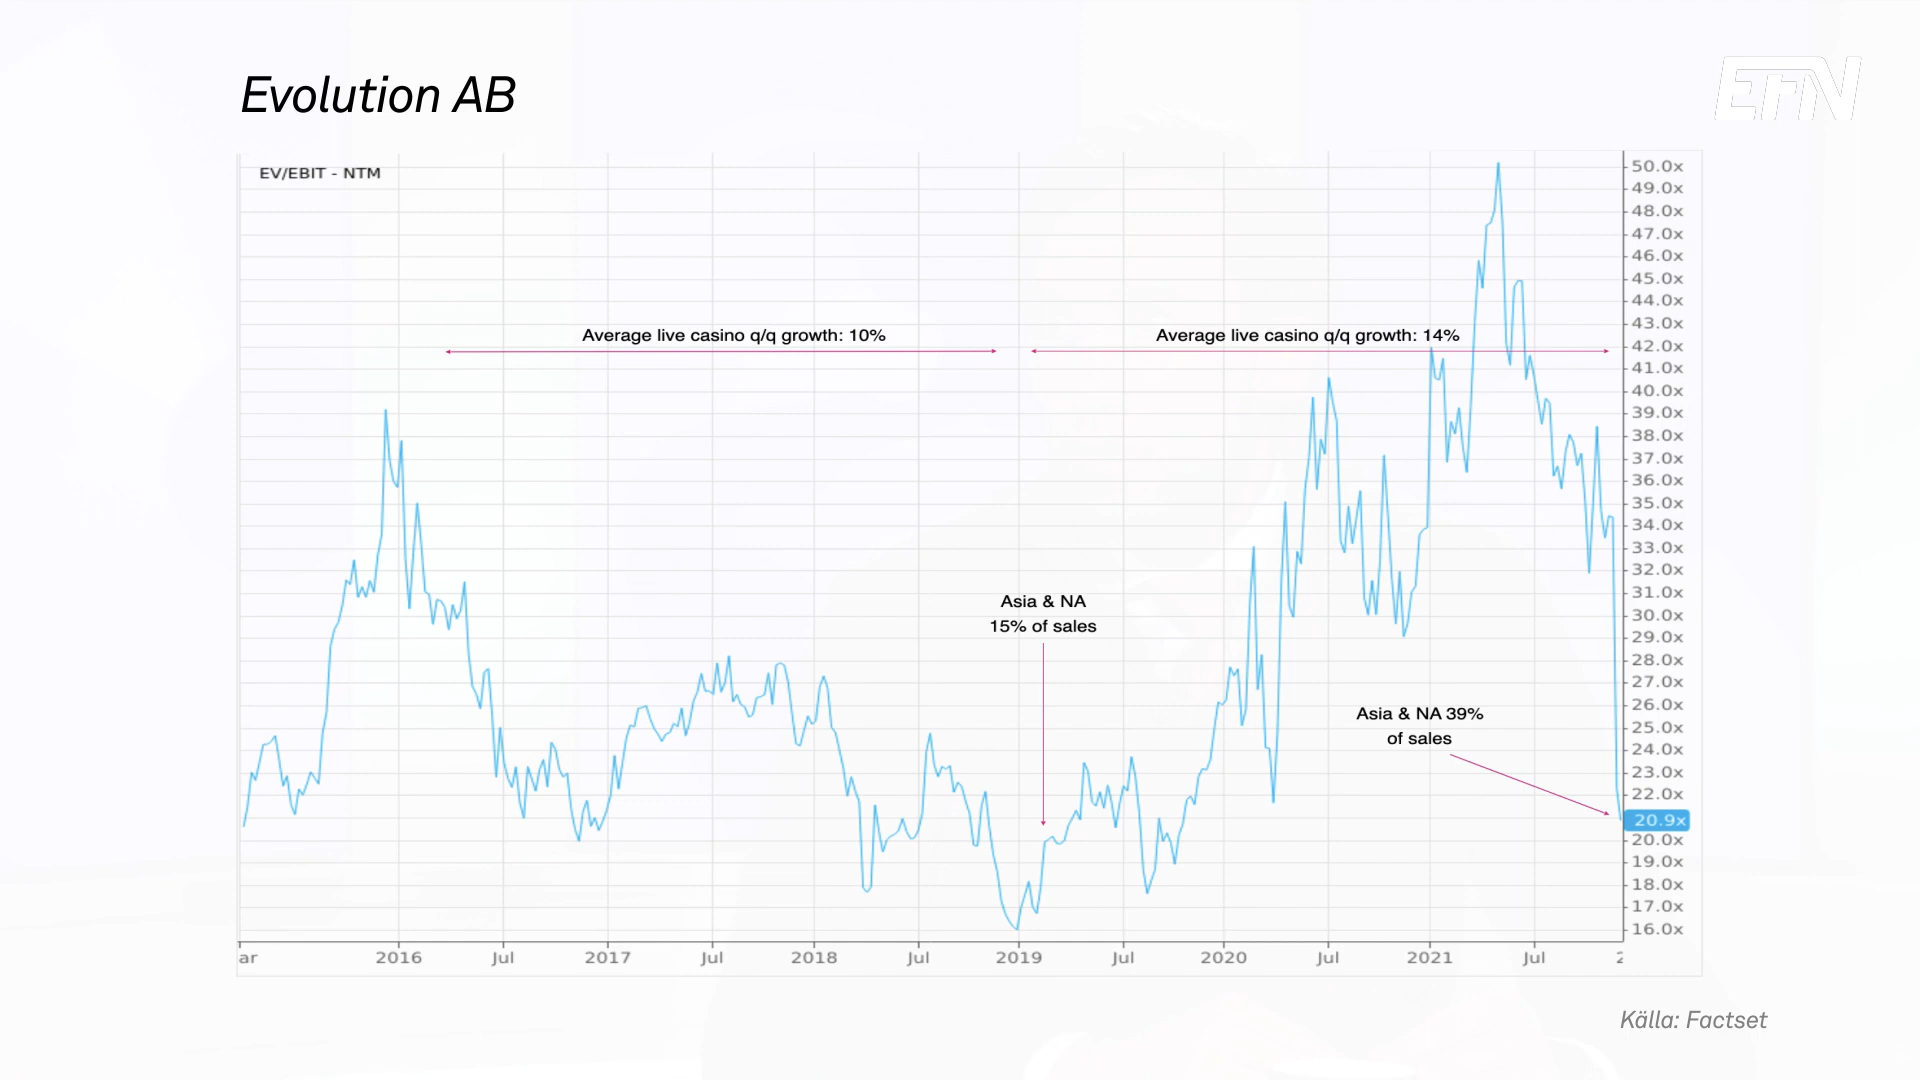 Evolution AB
EFN
EV/EBIT - NTM
50.0x
49.0x
48.0x
47.0x
46.0x
45.0x
44.0x
43.0x
42.0x
41.0x
40.0x
39.0x
38.0x
37.0x
36.0x
35.0x
34.0x
33.0x
32.0x
31.0x
30.0x
29.0x
28.0x
27.0x
26.0x
25.0x
24.0x
23.0x
22.0x
20.9x
20.0x
19.0x
18.0x
17.0x
16.0x
Average live casino q/q growth: 10%
Average live casino q/q growth: 14%
Asia & NA
15% of sales
Asia & NA 39%
of sales
ar 2016 Jul 2017 Jul 2018 Jul 2019 Jul 2020 Jul 2021 Jul 2
Källa: Factset